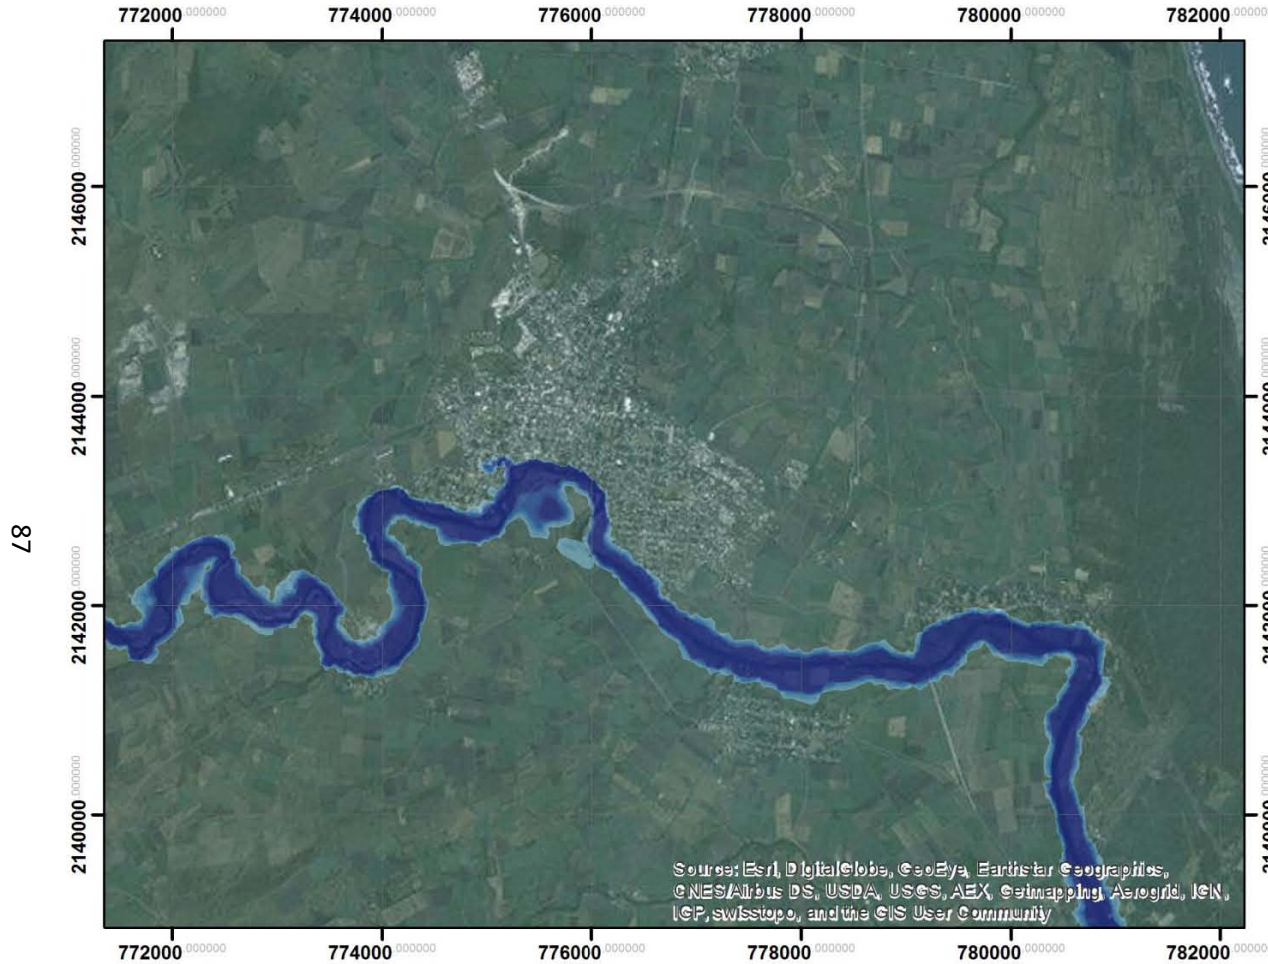 772000.000000 774000.000000 776000.000000 778000.000000 780000.000000 782000
2146000.000000
2144000.000000
2142000.000000
2140000.000000
87
Source: Esri, DigitalGlobe, GeoEye, Earthstar Geographics,
CNES/Airbus DS, USDA, USGS, AEX, Getmapping, Aerogrid, IGN,
IGP, swisstopo, and the GIS User Community
772000.000000 774000.000000 776000.000000 778000.000000 780000.000000 782000